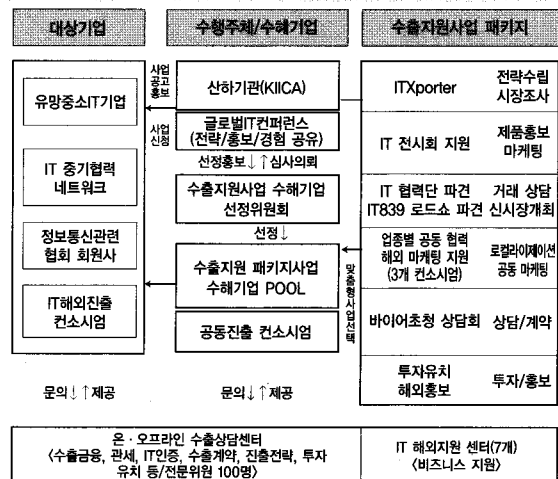 대상기업
수행주체/수혜기업
수출지원사업 패키지
유망중소IT기업
IT 중기협력
네트워크
정보통신관련
협회 회원사
IT해외진출
컨소시엄
사업
공고
홍보
사업
신청
산하기관(KIICA)
글로벌IT컨퍼런스
(전략/홍보/경험 공유)
선정홍보↓↑심사의뢰
수출지원사업 수혜기업
선정위원회
선정↓
수출지원 패키지사업
수혜기업 POOL
공동진출 컨소시엄
맞춤형사업선택
ITXporter
전략수립
시장조사
IT 전시회 지원
제품홍보
마케팅
IT 협력단 파견
IT839 로드쇼 파견
거래 상담
신시장개최
업종별 공동 협력
해외 마케팅 지원
(3개 컨소시엄)
로컬라이제이션
공동 마케팅
바이어초청 상담회
상담/계약
투자유치
해외홍보
투자/홍보
문의↓↑제공
문의↓↑제공
온·오프라인 수출상담센터
〈수출금융, 관세, IT인증, 수출계약, 진출전략, 투자
유치 등/전문위원 100명〉
IT 해외지원 센터(7개)
〈비즈니스 지원〉